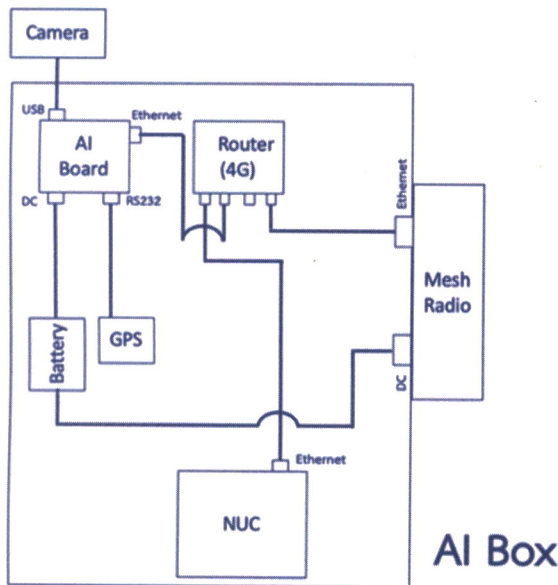 Camera
USB
Ethernet
AI
Board
Router
(4G)
DC
RS232
Ethernet
Mesh
Radio
Battery
GPS
DC
Ethernet
NUC
AI Box